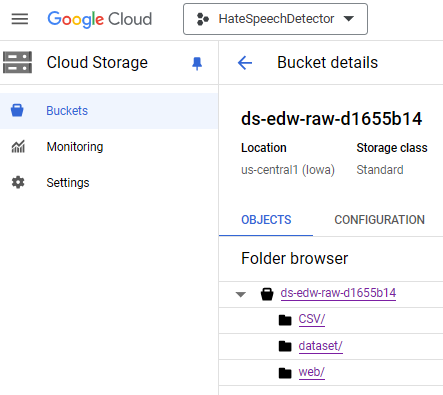 Google Cloud
HateSpeechDetector
Cloud Storage
Bucket details
Buckets
Monitoring
Settings
ds-edw-raw-d1655b14
Location
Storage class
us-central1 (Iowa)
Standard
OBJECTS
CONFIGURATION
Folder browser
ds-edw-raw-d1655b14
CSV/
dataset/
web/